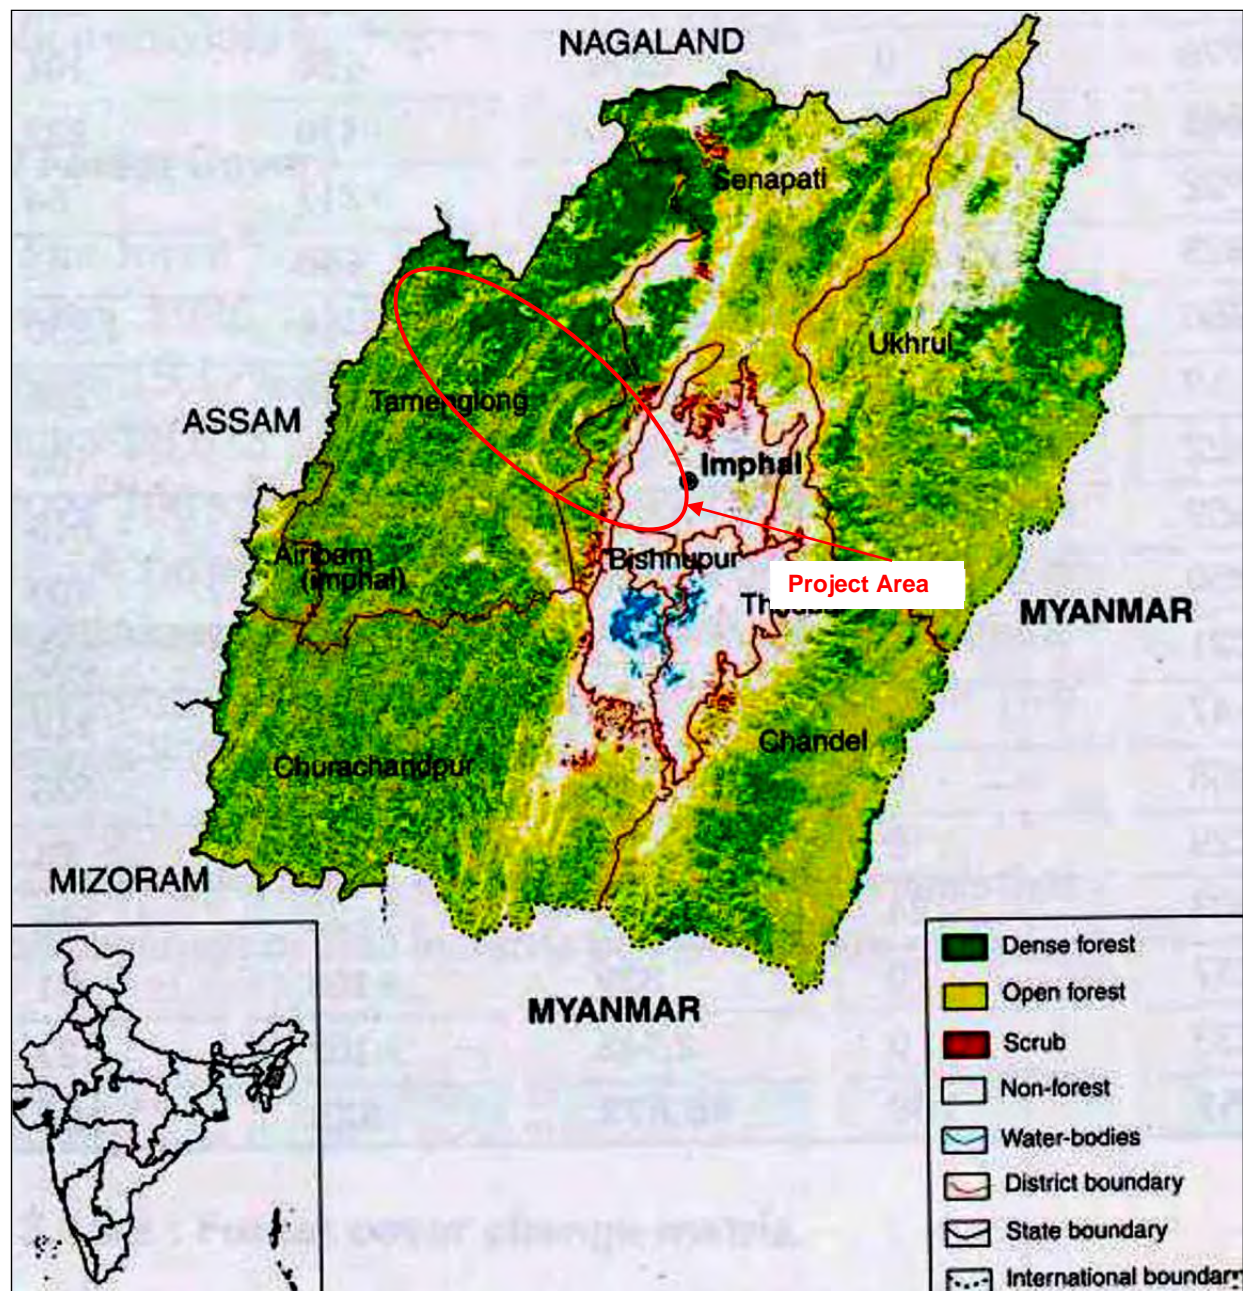 NAGALAND
Senapati
Ukhrul
Tamenglong
ASSAM
Imphal
Airibam
(Imphal)
Bishnupur
Project Area
MYANMAR
Chandel
Churachandpur
MIZORAM
MYANMAR
Dense forest
Open forest
Scrub
Non-forest
Water-bodies
District boundary
State boundary
International boundary